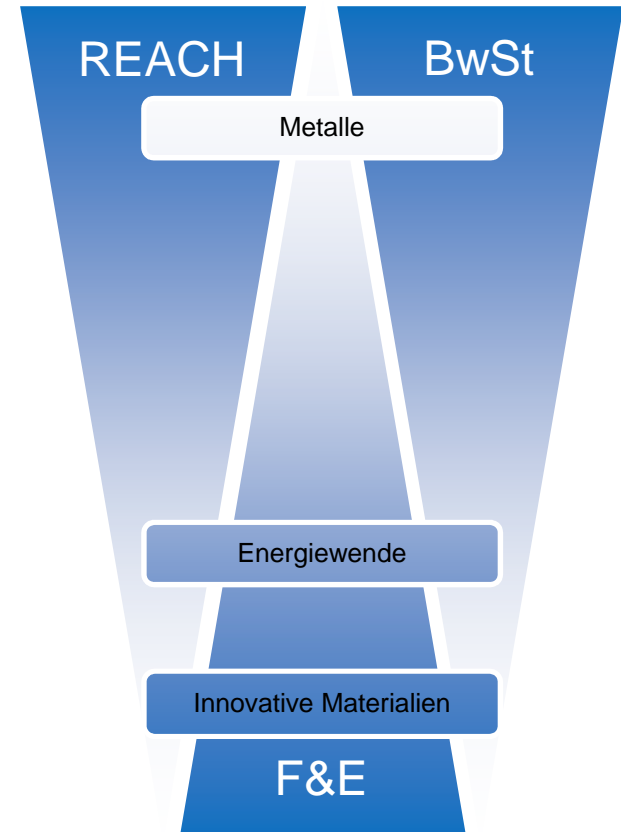 REACH
BwSt
Metalle
Energiewende
Innovative Materialien
F&E